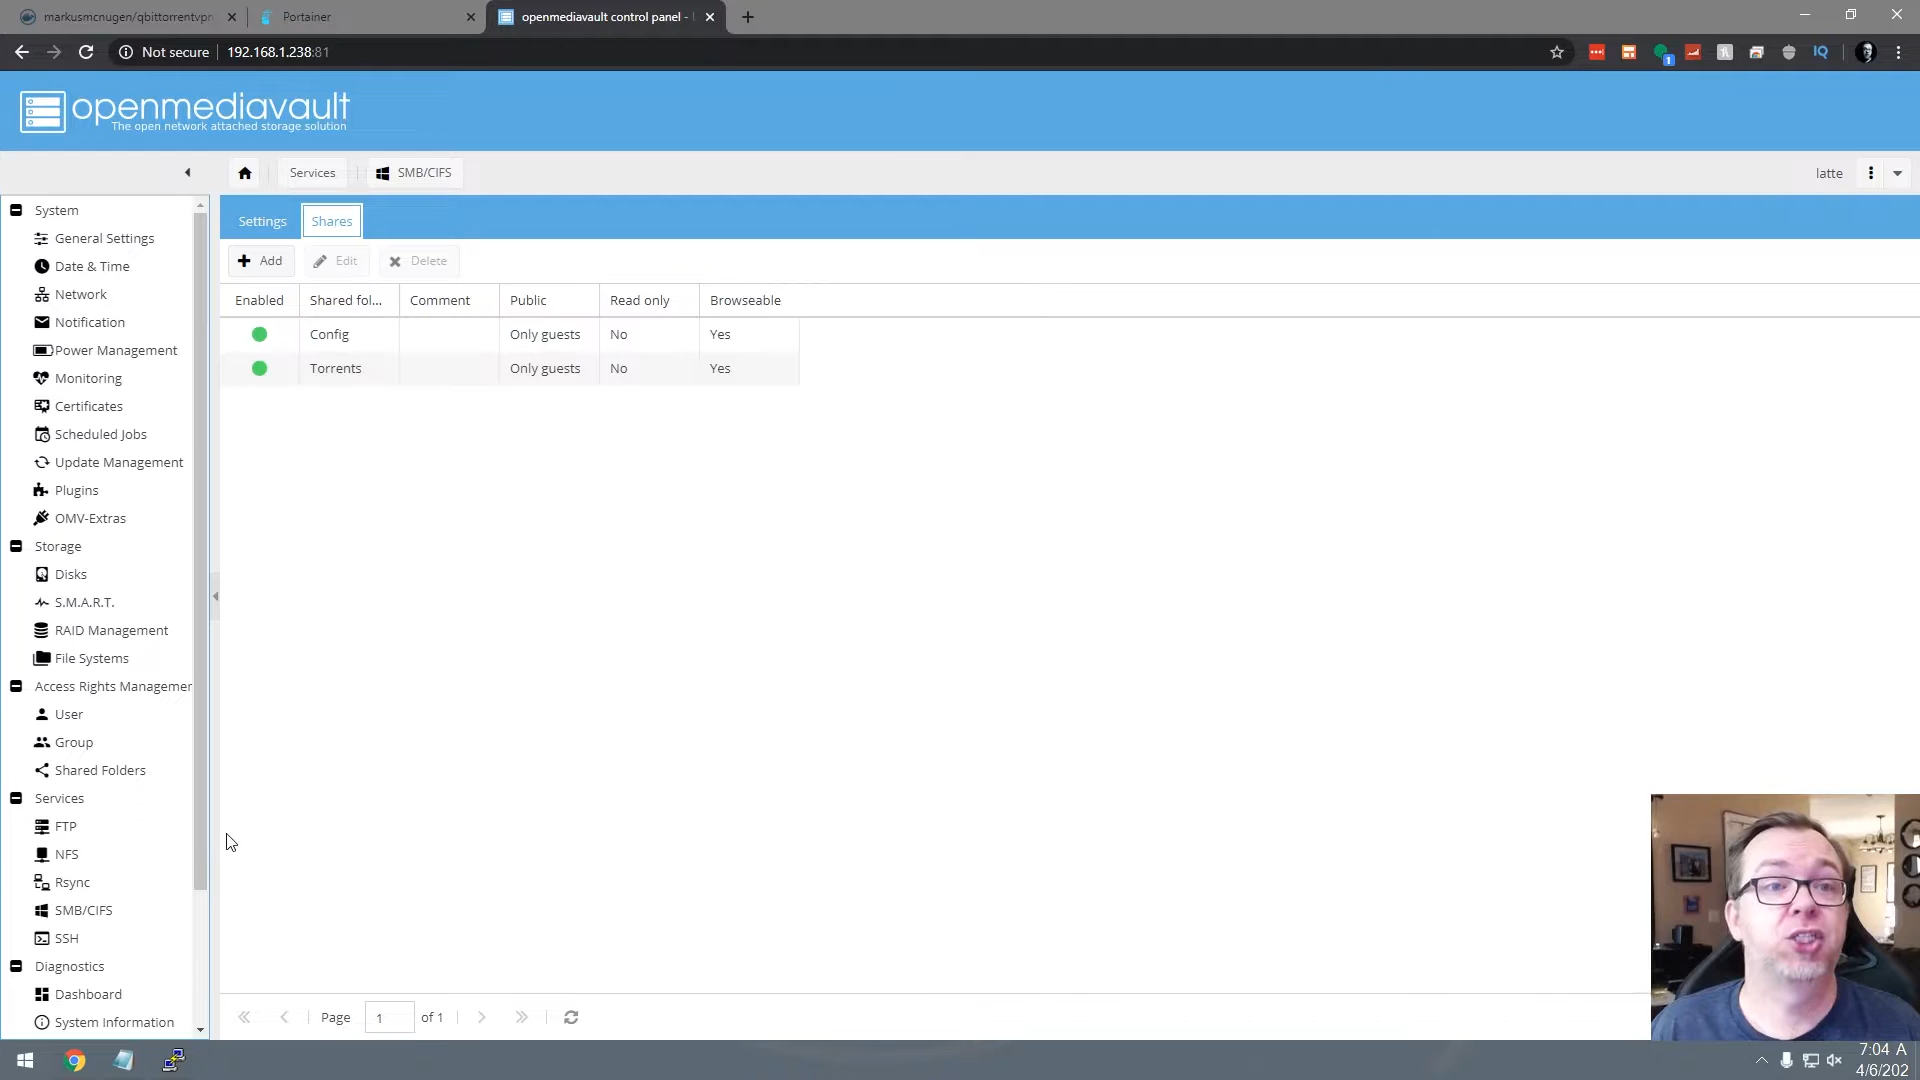 markusmcnugen/qbittorrentvpr
Portainer
openmediavault control panel -
Not secure
192.168.1.238:81
IQ
1
openmediavault
The open network attached storage solution
Services
SMB/CIFS
latte
System
General Settings
Date & Time
Network
Notification
Power Management
Monitoring
Certificates
Scheduled Jobs
Update Management
Plugins
OMV-Extras
Storage
Disks
S.M.A.R.T.
RAID Management
File Systems
Access Rights Managemer
User
Group
Shared Folders
Services
FTP
NFS
Rsync
SMB/CIFS
SSH
Diagnostics
Dashboard
System Information
Settings
Shares
Add
Edit
Delete
Enabled
Shared fol...
Comment
Public
Read only
Browseable
Config
Only guests
No
Yes
Torrents
Only guests
No
Yes
Page
1
of 1
7:04 A
4/6/202